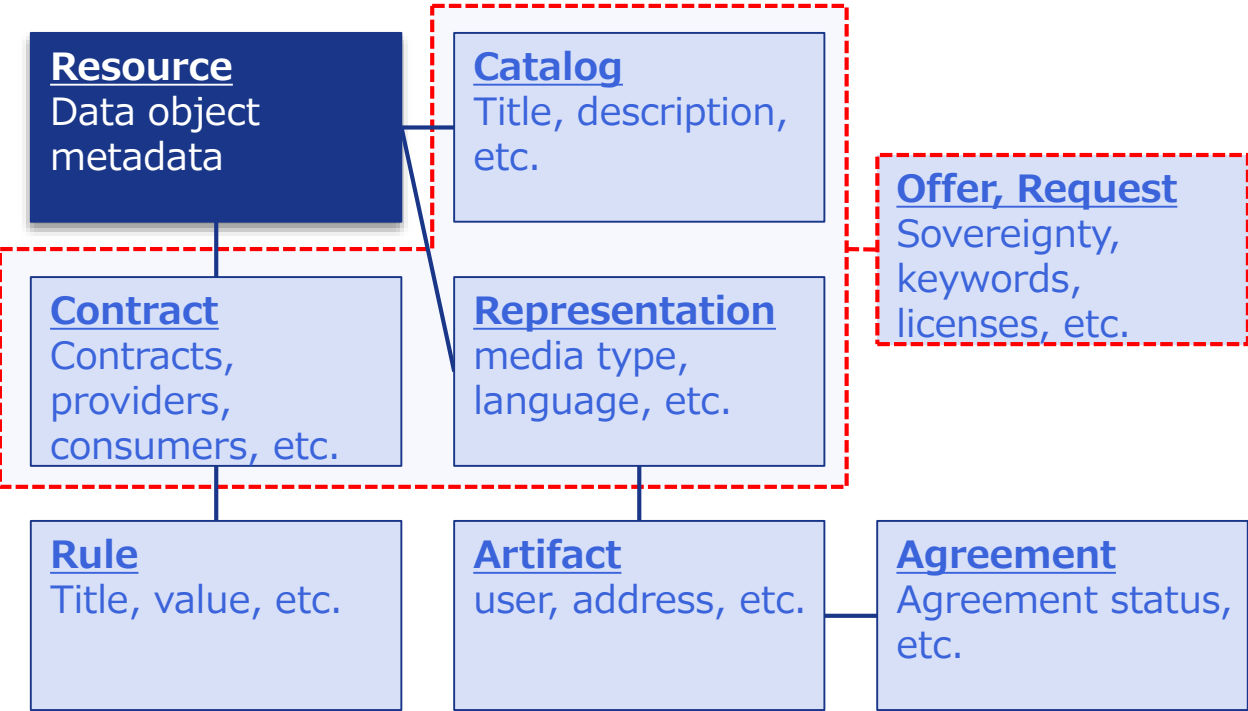 Resource
Data object
metadata
Catalog
Title, description,
etc.
Offer, Request
Sovereignty,
keywords,
licenses, etc.
Contract
Contracts,
providers,
consumers, etc.
Representation
media type,
language, etc.
Rule
Title, value, etc.
Artifact
user, address, etc.
Agreement
Agreement status,
etc.